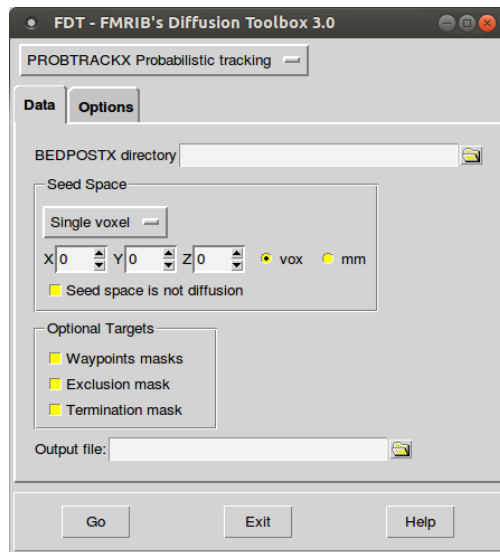 FDT - FMRIB's Diffusion Toolbox 3.0
PROBTRACKX Probabilistic tracking
Data Options
BEDPOSTX directory
Seed Space
Single voxel
X 0 Y 0 Z 0 vox mm
Seed space is not diffusion
Optional Targets
Waypoints masks
Exclusion mask
Termination mask
Output file:
Go Exit Help